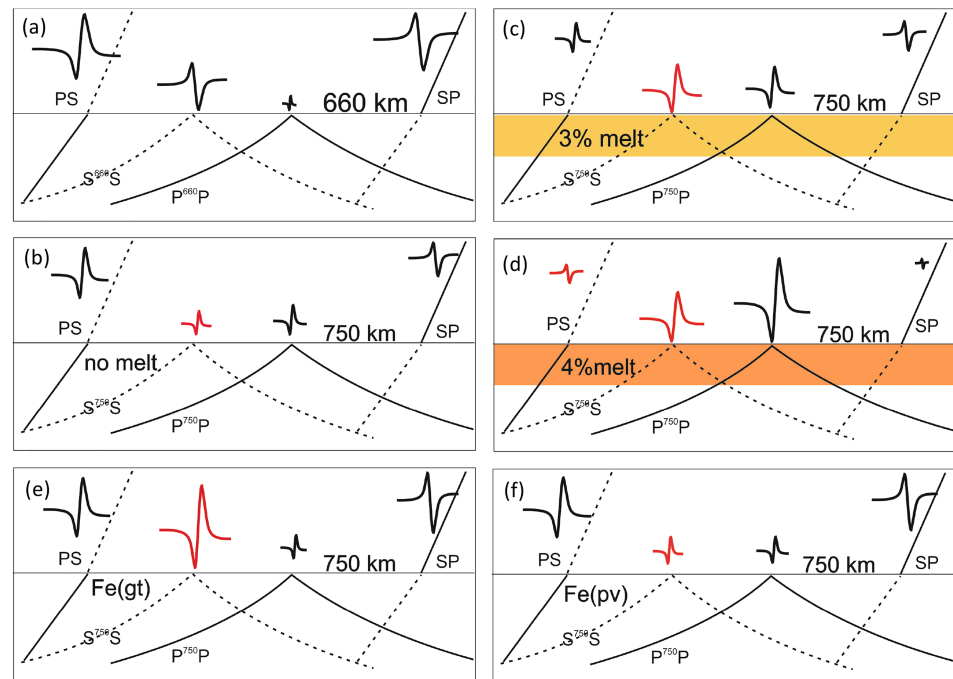 (a)
PS
660 km
SP
S⁶⁶⁰S
P⁶⁶⁰P
(b)
PS
750 km
SP
no melt
S⁷⁵⁰S
P⁷⁵⁰P
(e)
PS
750 km
SP
Fe(gt)
S⁷⁵⁰S
P⁷⁵⁰P
(c)
PS
750 km
SP
3% melt
S⁷⁵⁰S
P⁷⁵⁰P
(d)
PS
750 km
SP
4%melt
S⁷⁵⁰S
P⁷⁵⁰P
(f)
PS
750 km
SP
Fe(pv)
S⁷⁵⁰S
P⁷⁵⁰P